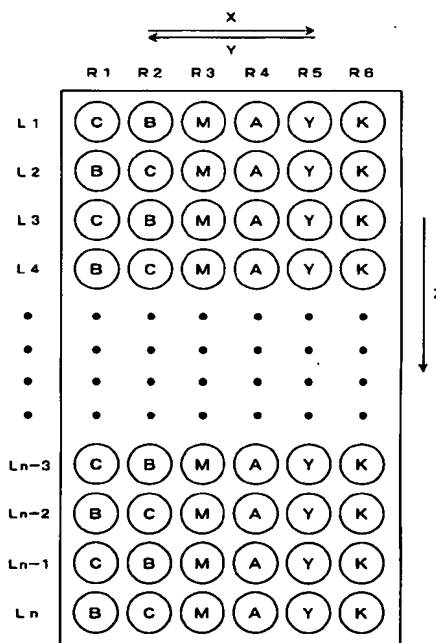 X
Y
R1 R2 R3 R4 R5 R6
L1 C B M A Y K
L2 B C M A Y K
L3 C B M A Y K
L4 B C M A Y K
Ln-3 C B M A Y K
Ln-2 B C M A Y K
Ln-1 C B M A Y K
Ln B C M A Y K